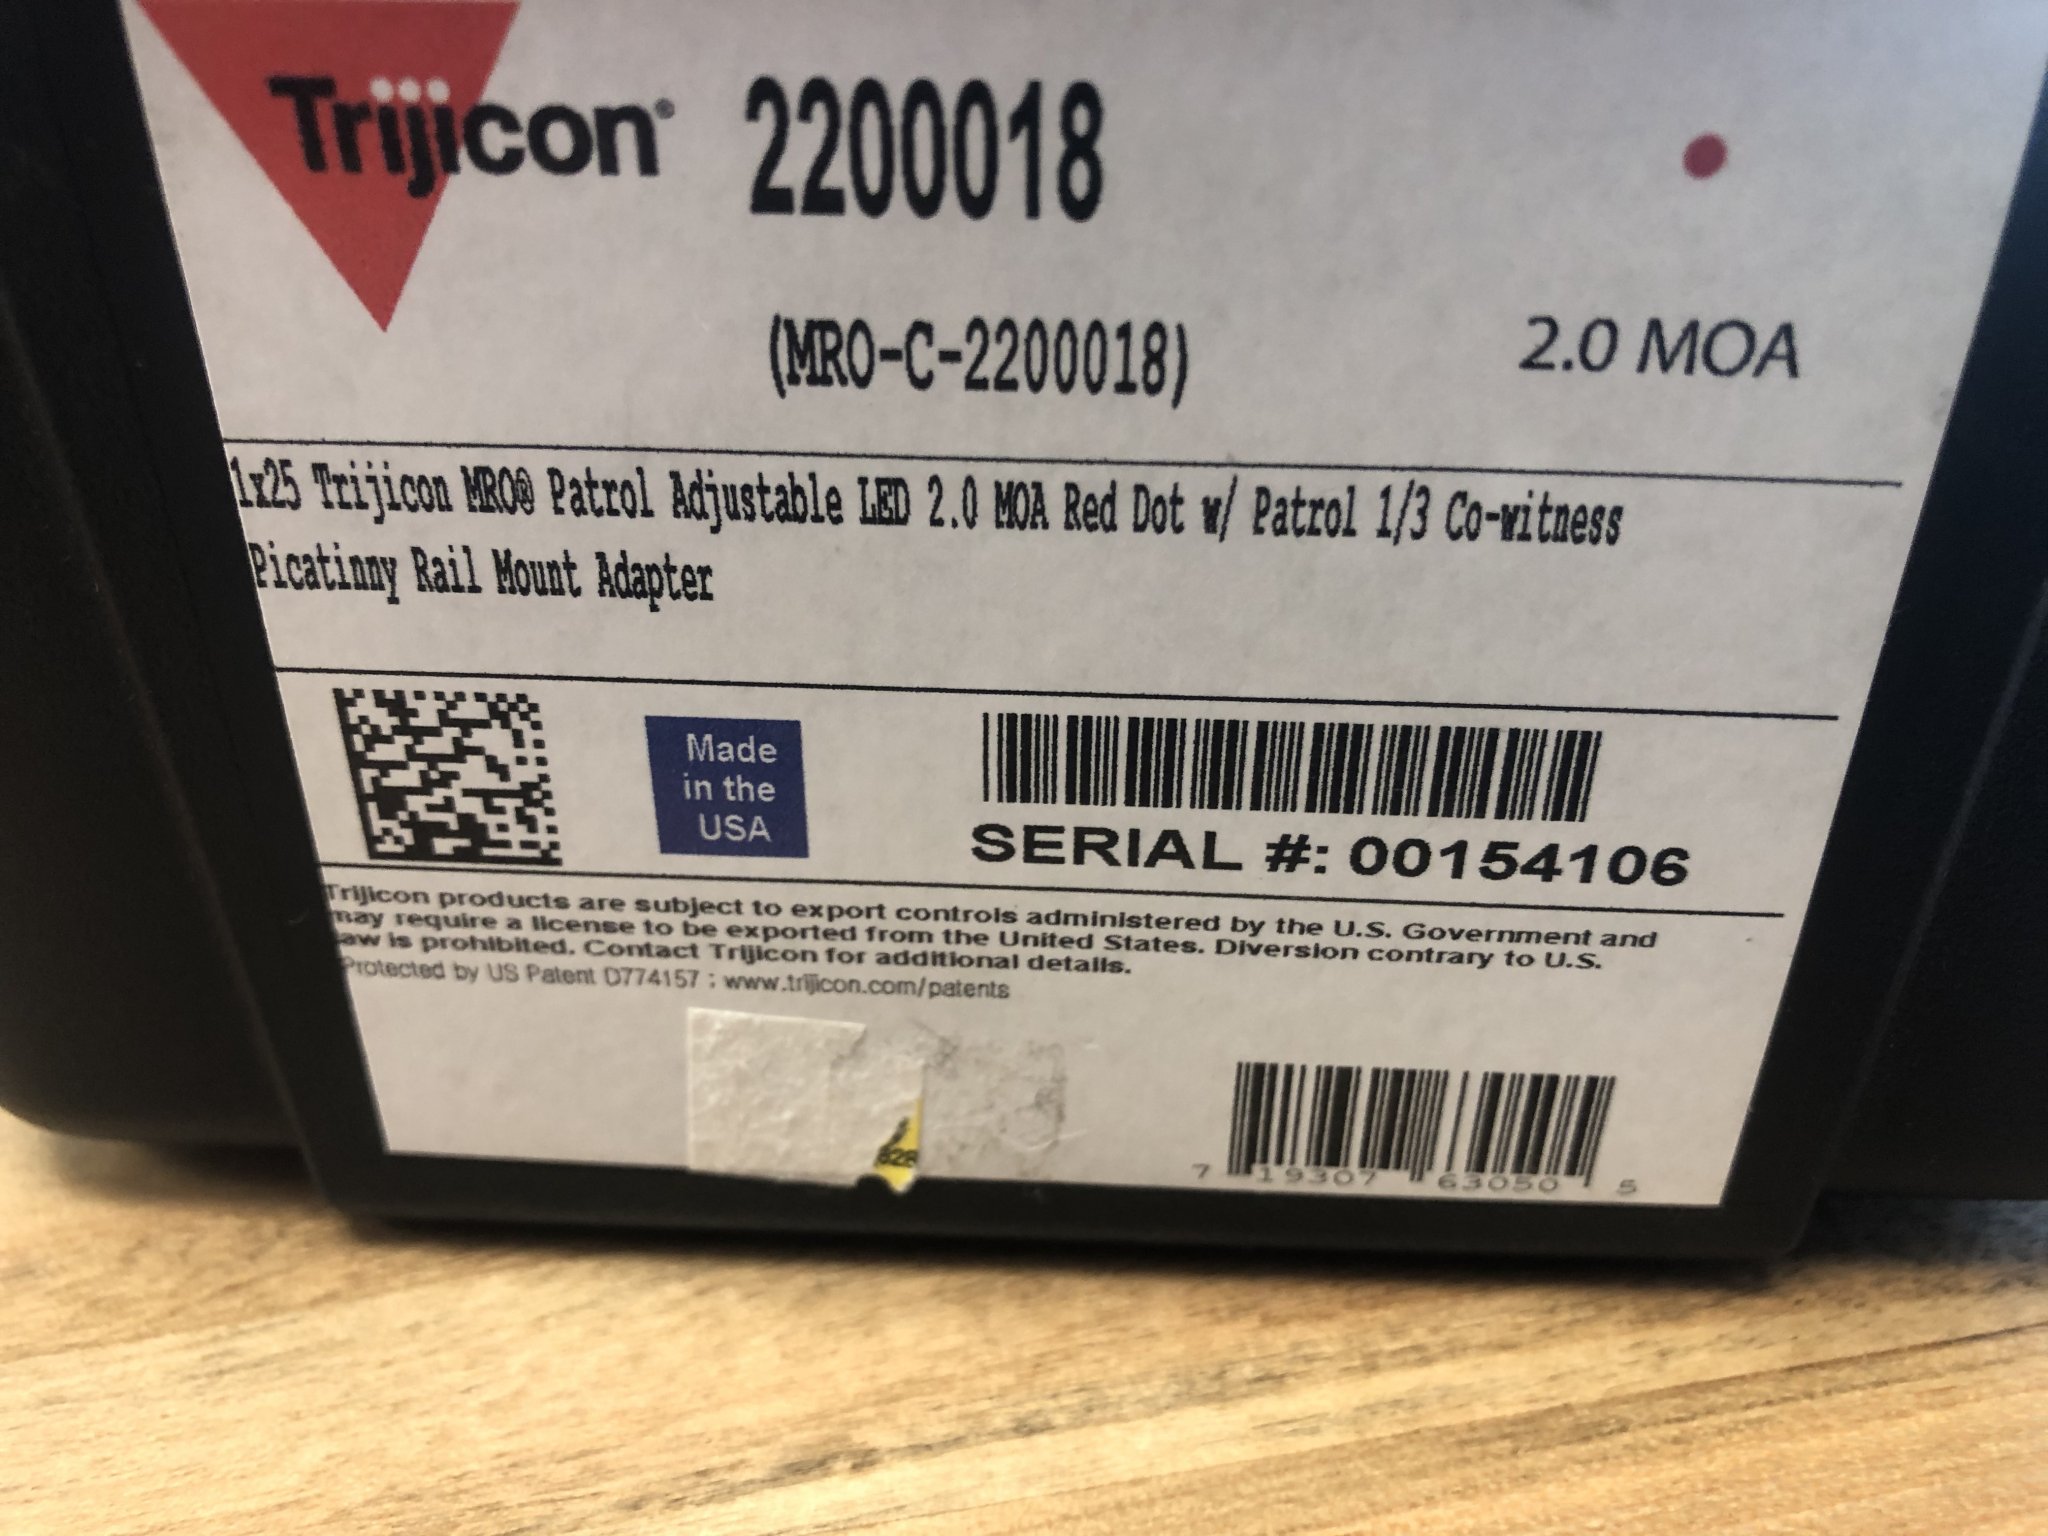 Trijicon® 2200018
(MRO-C-2200018) 2.0 MOA
1x25 Trijicon MRO® Patrol Adjustable LED 2.0 MOA Red Dot w/ Patrol 1/3 Co-witness
Picatinny Rail Mount Adapter
Made
in the
USA
SERIAL #: 00154106
Trijicon products are subject to export controls administered by the U.S. Government and
may require a license to be exported from the United States. Diversion contrary to U.S.
law is prohibited. Contact Trijicon for additional details.
Protected by US Patent D774157 ; www.trijicon.com/patents
7 19307 63050 5